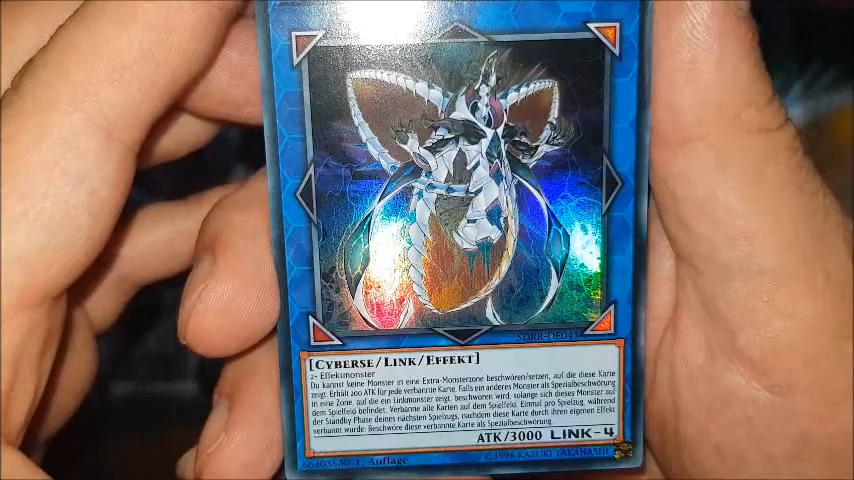 SDRR-DE041
[CYBERSE/LINK/EFFEKT]
2+ Effektmonster
Du kannst keine Monster in eine Extra-Monsterzone beschwören/setzen, auf die diese Karte
zeigt. Erhält 200 ATK für jede verbannte Karte. Falls ein anderes Monster als Spezialbeschwörung
in eine Zone, auf die ein Linkmonster zeigt, beschworen wird, solange sich dieses Monster auf
dem Spielfeld befindet: Verbanne alle Karten auf dem Spielfeld. Einmal pro Spielzug, während
der Standby Phase deines nächsten Spielzugs, nachdem diese Karte durch ihren eigenen Effekt
verbannt wurde: Beschwöre diese verbannte Karte als Spezialbeschwörung.
ATK/3000 LINK-4
66403530 1. Auflage ©1996 KAZUKI TAKAHASHI